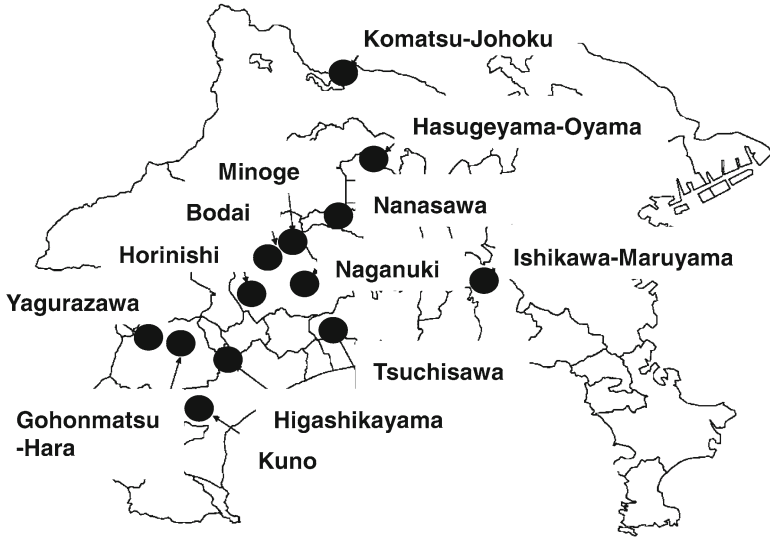 Komatsu-Johoku
Hasugeyama-Oyama
Minoge
Bodai
Nanasawa
Horinishi
Naganuki
Ishikawa-Maruyama
Yagurazawa
Tsuchisawa
Gohonmatsu
-Hara
Higashikayama
Kuno